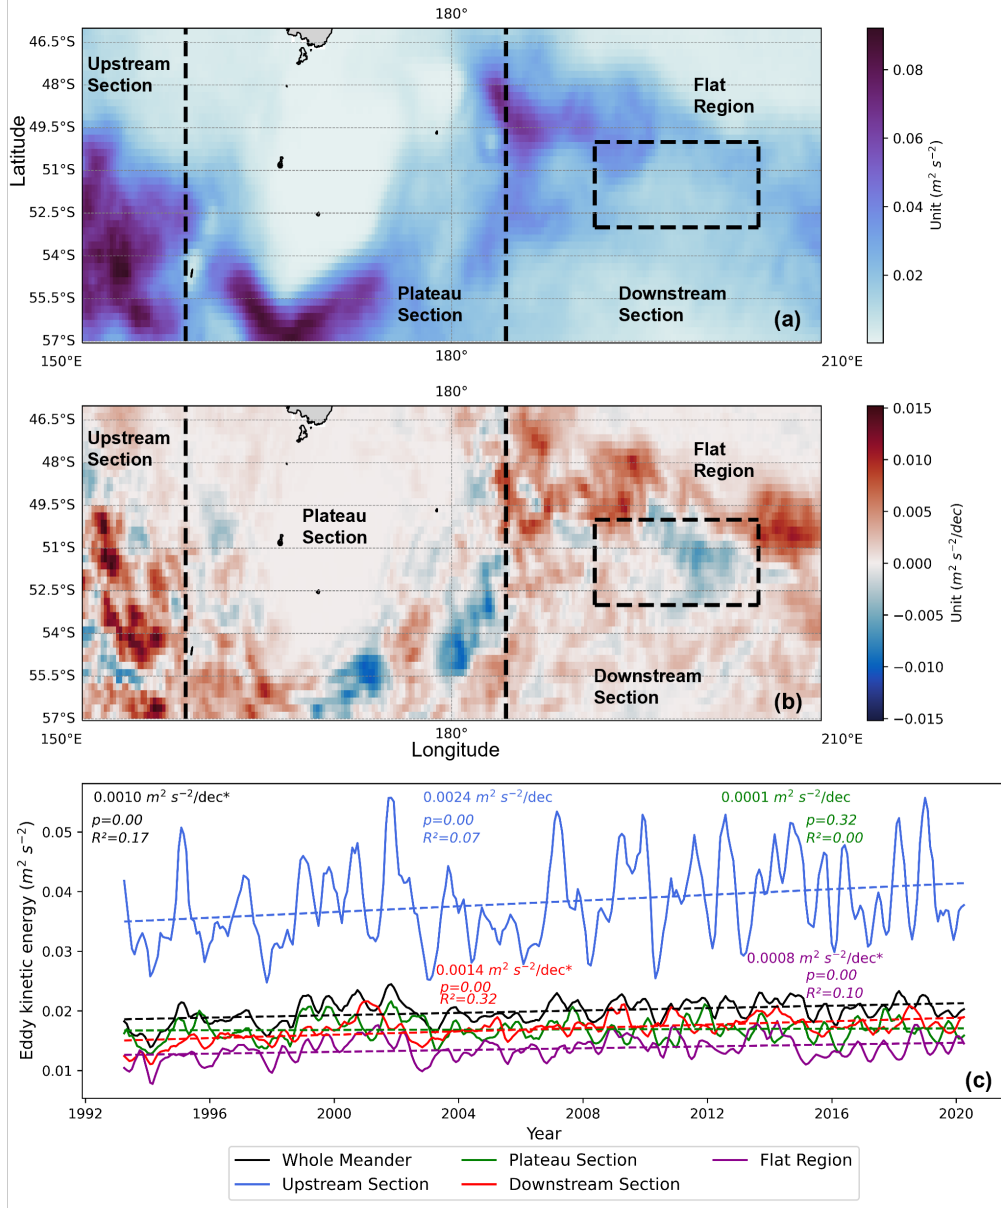 180°
46.5°S
48°S
49.5°S
51°S
52.5°S
54°S
55.5°S
57°S
Latitude
Upstream
Section
Flat
Region
Plateau
Section
Downstream
Section
(a)
150°E
180°
210°E
0.08
0.06
0.04
0.02
Unit (m² s⁻²)
180°
46.5°S
48°S
49.5°S
51°S
52.5°S
54°S
55.5°S
57°S
Upstream
Section
Flat
Region
Plateau
Section
Downstream
Section
(b)
150°E
180°
210°E
Longitude
0.015
0.010
0.005
0.000
−0.005
−0.010
−0.015
Unit (m² s⁻²/dec)
0.0010 m² s⁻²/dec*
p=0.00
R²=0.17
0.0024 m² s⁻²/dec
p=0.00
R²=0.07
0.0001 m² s⁻²/dec
p=0.32
R²=0.00
0.0014 m² s⁻²/dec*
p=0.00
R²=0.32
0.0008 m² s⁻²/dec*
p=0.00
R²=0.10
0.05
0.04
0.03
0.02
0.01
Eddy kinetic energy (m² s⁻²)
(c)
1992 1996 2000 2004 2008 2012 2016 2020
Year
Whole Meander Plateau Section Flat Region
Upstream Section Downstream Section